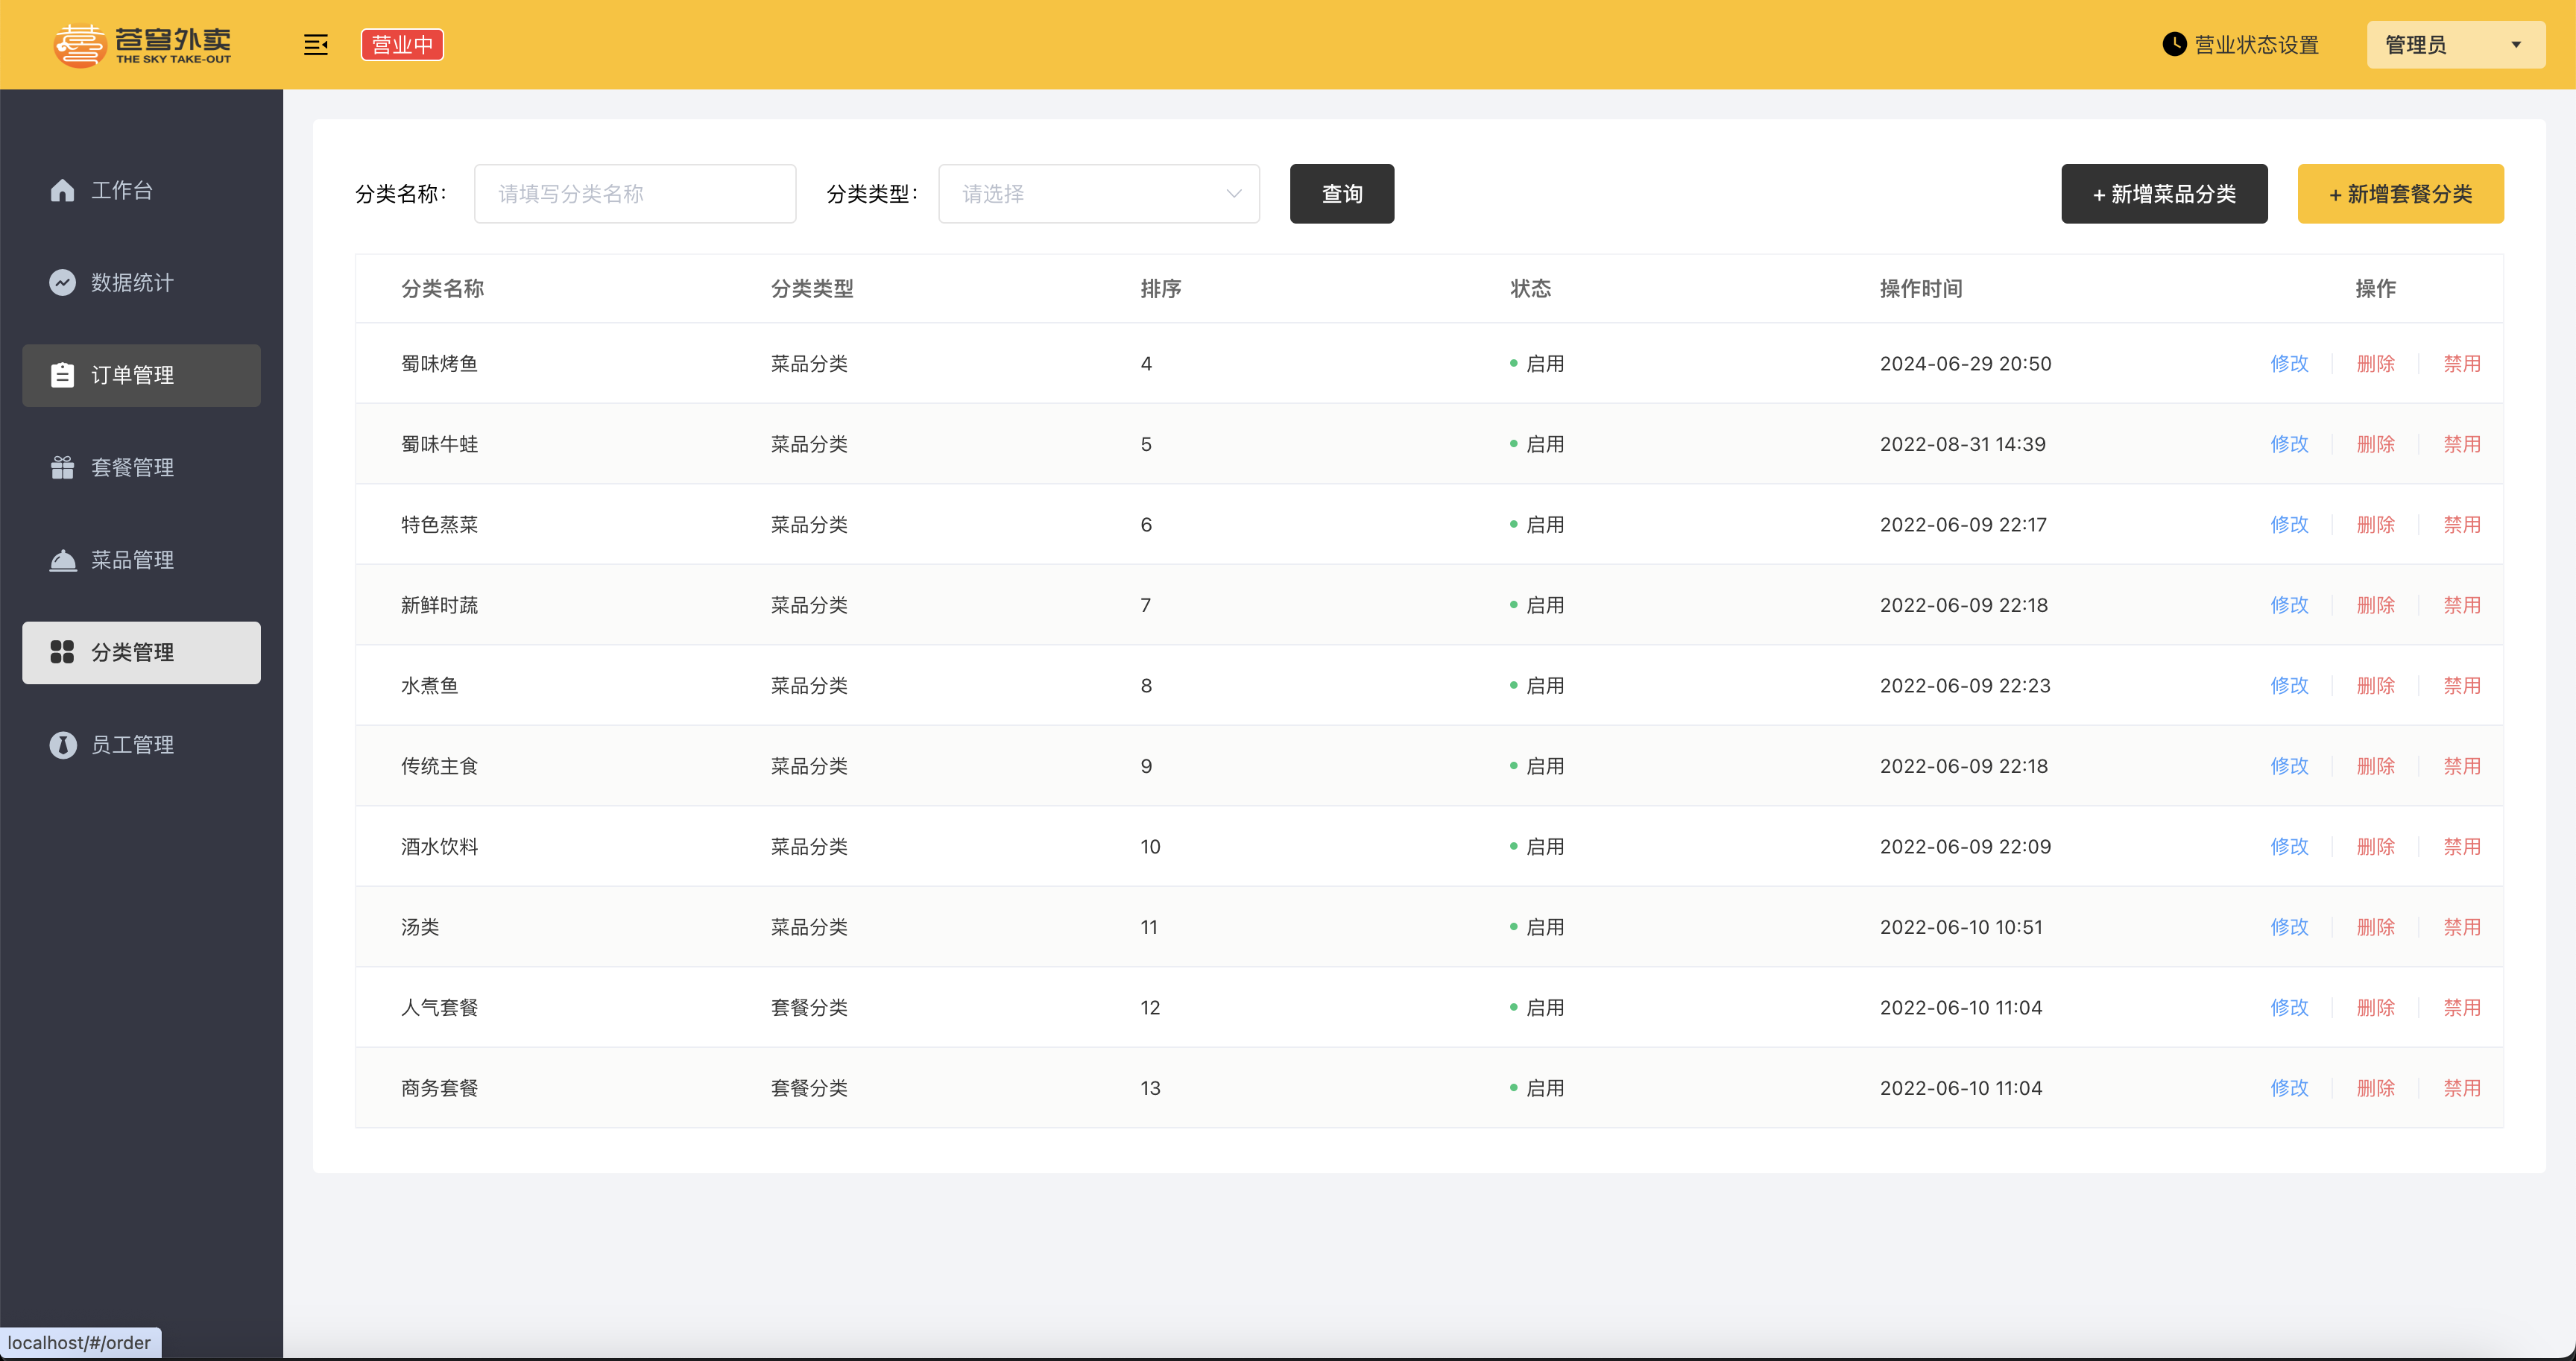 苍穹外卖
THE SKY TAKE-OUT
营业中
营业状态设置
管理员
工作台
数据统计
订单管理
套餐管理
菜品管理
分类管理
员工管理
分类名称: 请填写分类名称 分类类型: 请选择 查询 + 新增菜品分类 + 新增套餐分类
分类名称 分类类型 排序 状态 操作时间 操作
蜀味烤鱼 菜品分类 4 启用 2024-06-29 20:50 修改 删除 禁用
蜀味牛蛙 菜品分类 5 启用 2022-08-31 14:39 修改 删除 禁用
特色蒸菜 菜品分类 6 启用 2022-06-09 22:17 修改 删除 禁用
新鲜时蔬 菜品分类 7 启用 2022-06-09 22:18 修改 删除 禁用
水煮鱼 菜品分类 8 启用 2022-06-09 22:23 修改 删除 禁用
传统主食 菜品分类 9 启用 2022-06-09 22:18 修改 删除 禁用
酒水饮料 菜品分类 10 启用 2022-06-09 22:09 修改 删除 禁用
汤类 菜品分类 11 启用 2022-06-10 10:51 修改 删除 禁用
人气套餐 套餐分类 12 启用 2022-06-10 11:04 修改 删除 禁用
商务套餐 套餐分类 13 启用 2022-06-10 11:04 修改 删除 禁用
localhost/#/order